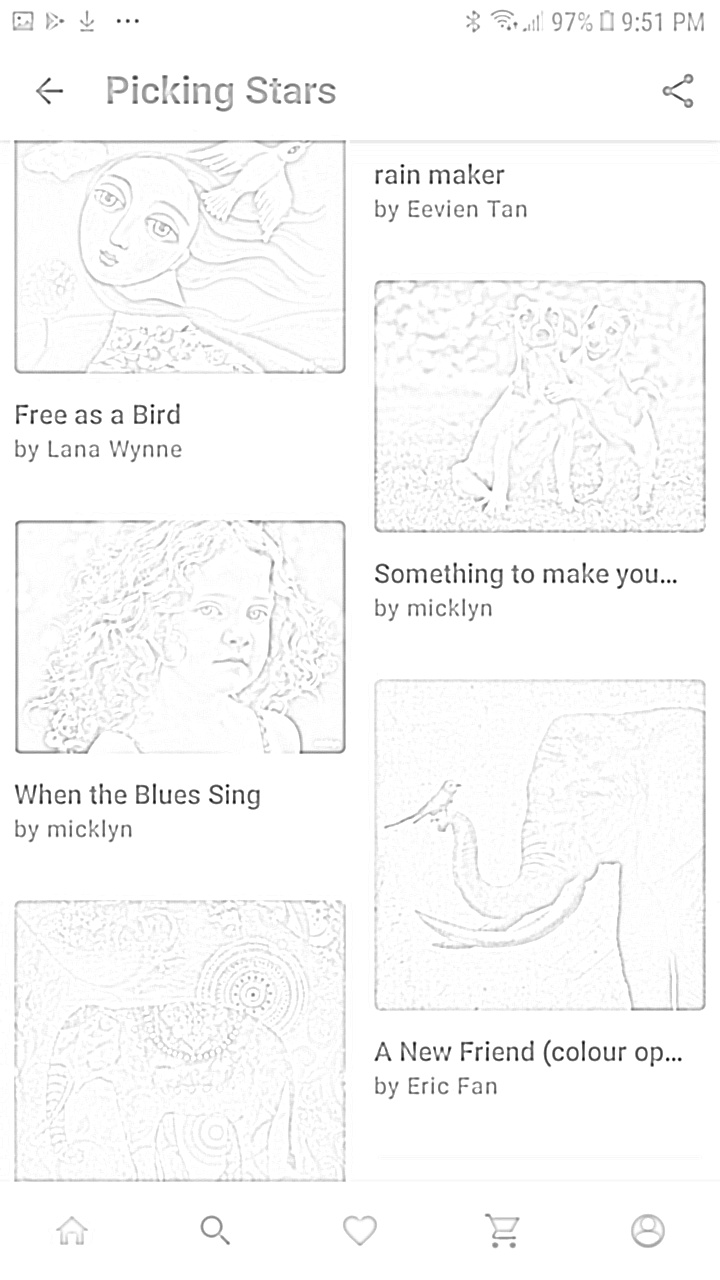 97% 9:51 PM
Picking Stars
Free as a Bird
by Lana Wynne
When the Blues Sing
by micklyn
rain maker
by Eevien Tan
Something to make you...
by micklyn
A New Friend (colour op...
by Eric Fan